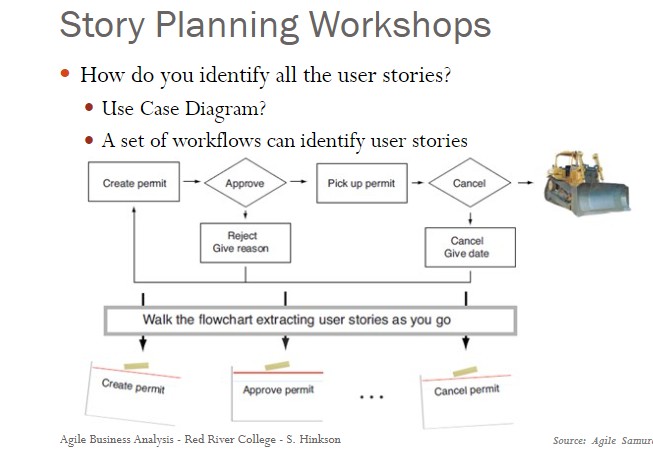 Story Planning Workshops
How do you identify all the user stories?
Use Case Diagram?
A set of workflows can identify user stories
Create permit
Approve
Pick up permit
Cancel
Reject
Give reason
Cancel
Give date
Walk the flowchart extracting user stories as you go
Create permit
Approve permit
...
Cancel permit
Agile Business Analysis - Red River College - S. Hinkson
Source: Agile